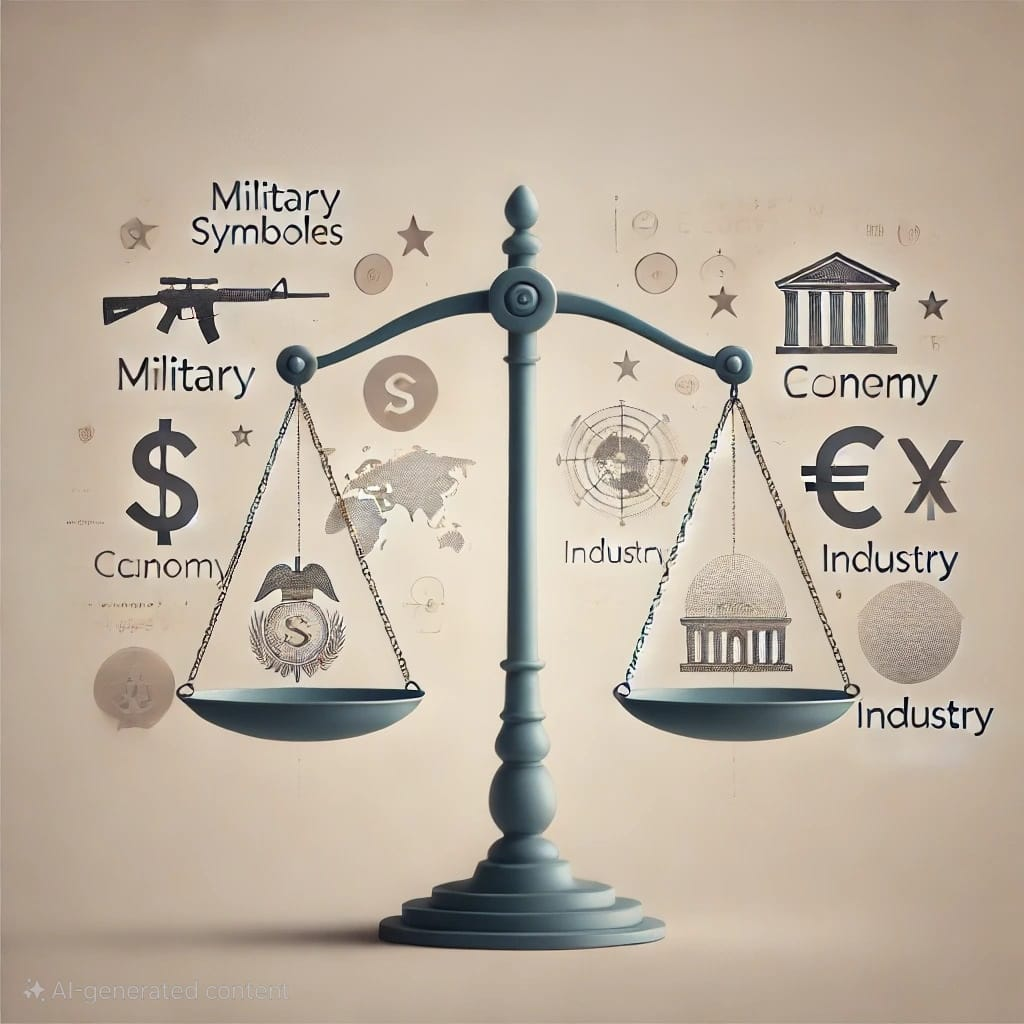 Military
Symboles
Military
$
S
Ccinomy
S
Conemy
€
Industry
Industry
Industry
AI-generated content